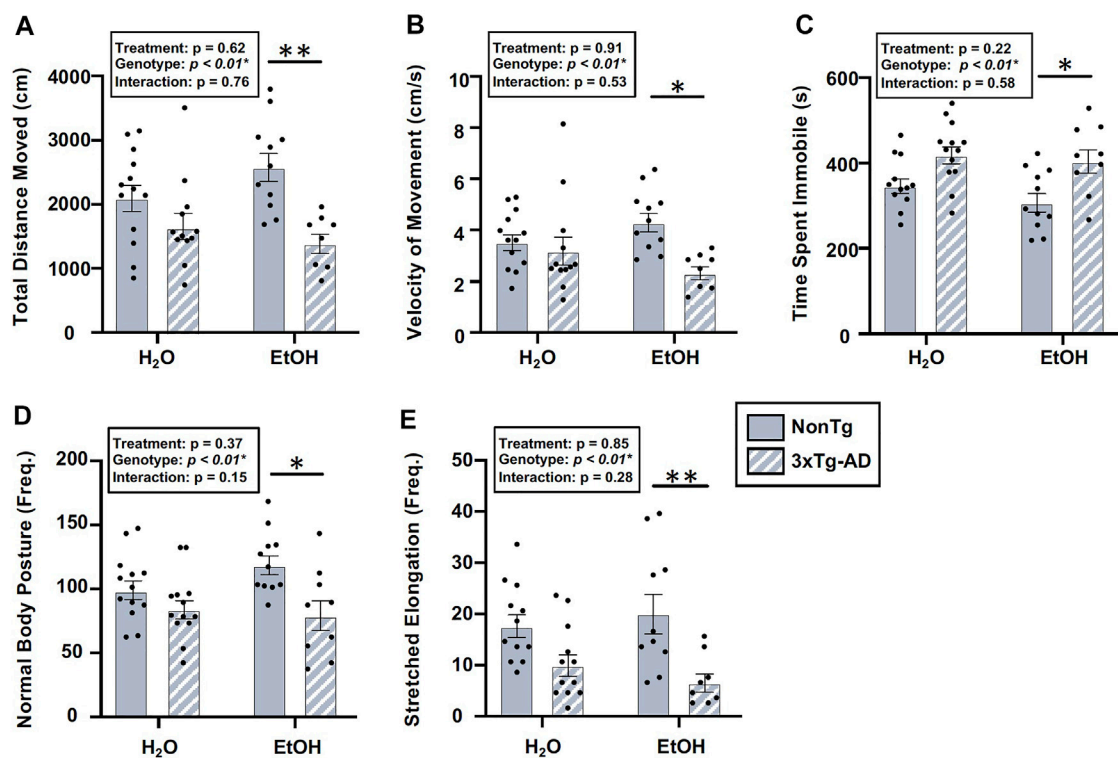 A
Treatment: p = 0.62
Genotype: p < 0.01*
Interaction: p = 0.76
**
Total Distance Moved (cm)
4000
3000
2000
1000
0
H₂O
EtOH
B
Treatment: p = 0.91
Genotype: p < 0.01*
Interaction: p = 0.53
*
Velocity of Movement (cm/s)
10
8
6
4
2
0
H₂O
EtOH
C
Treatment: p = 0.22
Genotype: p < 0.01*
Interaction: p = 0.58
*
Time Spent Immobile (s)
600
400
200
0
H₂O
EtOH
D
Treatment: p = 0.37
Genotype: p < 0.01*
Interaction: p = 0.15
*
Normal Body Posture (Freq.)
200
150
100
50
0
H₂O
EtOH
E
Treatment: p = 0.85
Genotype: p < 0.01*
Interaction: p = 0.28
**
Stretched Elongation (Freq.)
50
40
30
20
10
0
H₂O
EtOH
NonTg
3xTg-AD